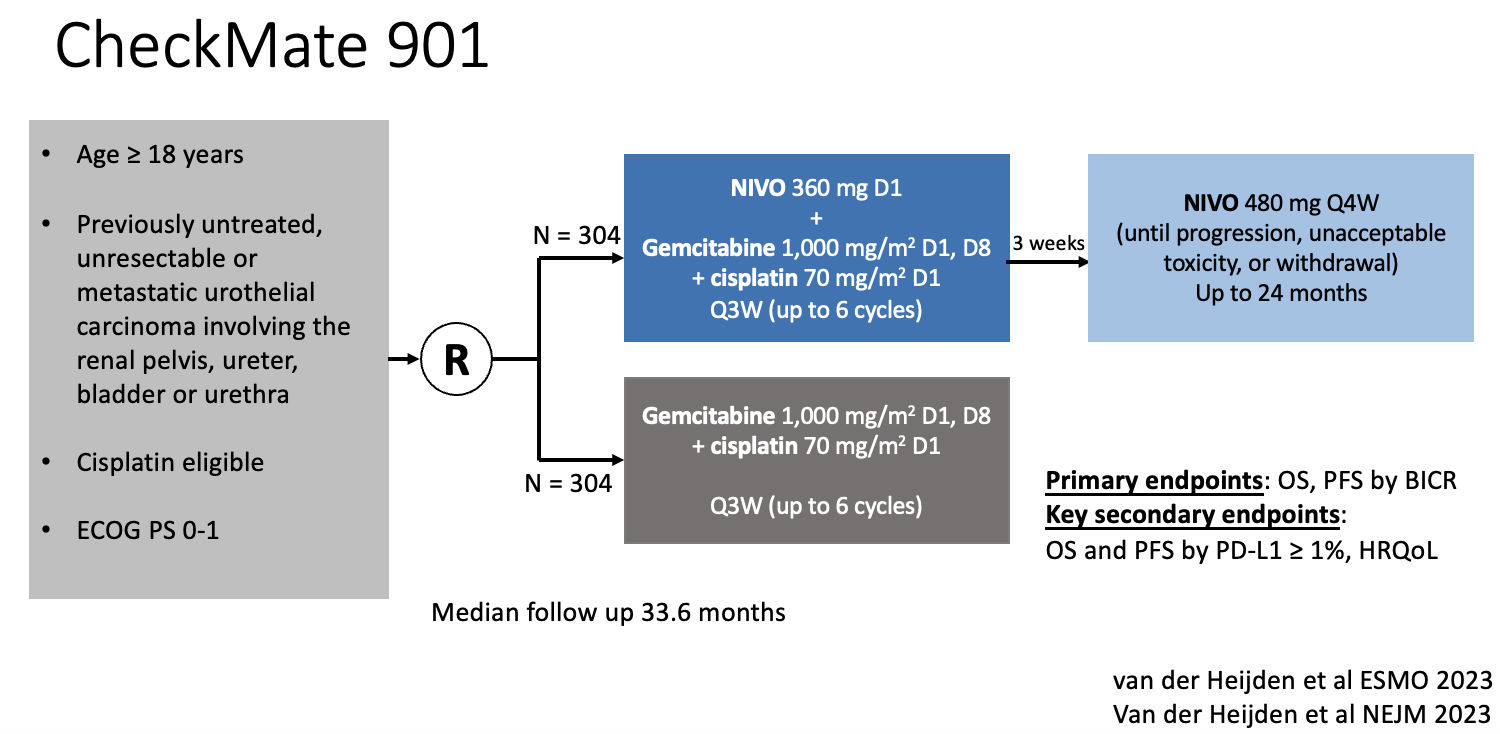 CheckMate 901
• Age ≥ 18 years
• Previously untreated,
unresectable or
metastatic urothelial
carcinoma involving the
renal pelvis, ureter,
bladder or urethra
• Cisplatin eligible
• ECOG PS 0-1
R
N = 304
NIVO 360 mg D1
+
Gemcitabine 1,000 mg/m² D1, D8
+ cisplatin 70 mg/m² D1
Q3W (up to 6 cycles)
3 weeks
NIVO 480 mg Q4W
(until progression, unacceptable
toxicity, or withdrawal)
Up to 24 months
N = 304
Gemcitabine 1,000 mg/m² D1, D8
+ cisplatin 70 mg/m² D1
Q3W (up to 6 cycles)
Primary endpoints: OS, PFS by BICR
Key secondary endpoints:
OS and PFS by PD-L1 ≥ 1%, HRQoL
Median follow up 33.6 months
van der Heijden et al ESMO 2023
Van der Heijden et al NEJM 2023